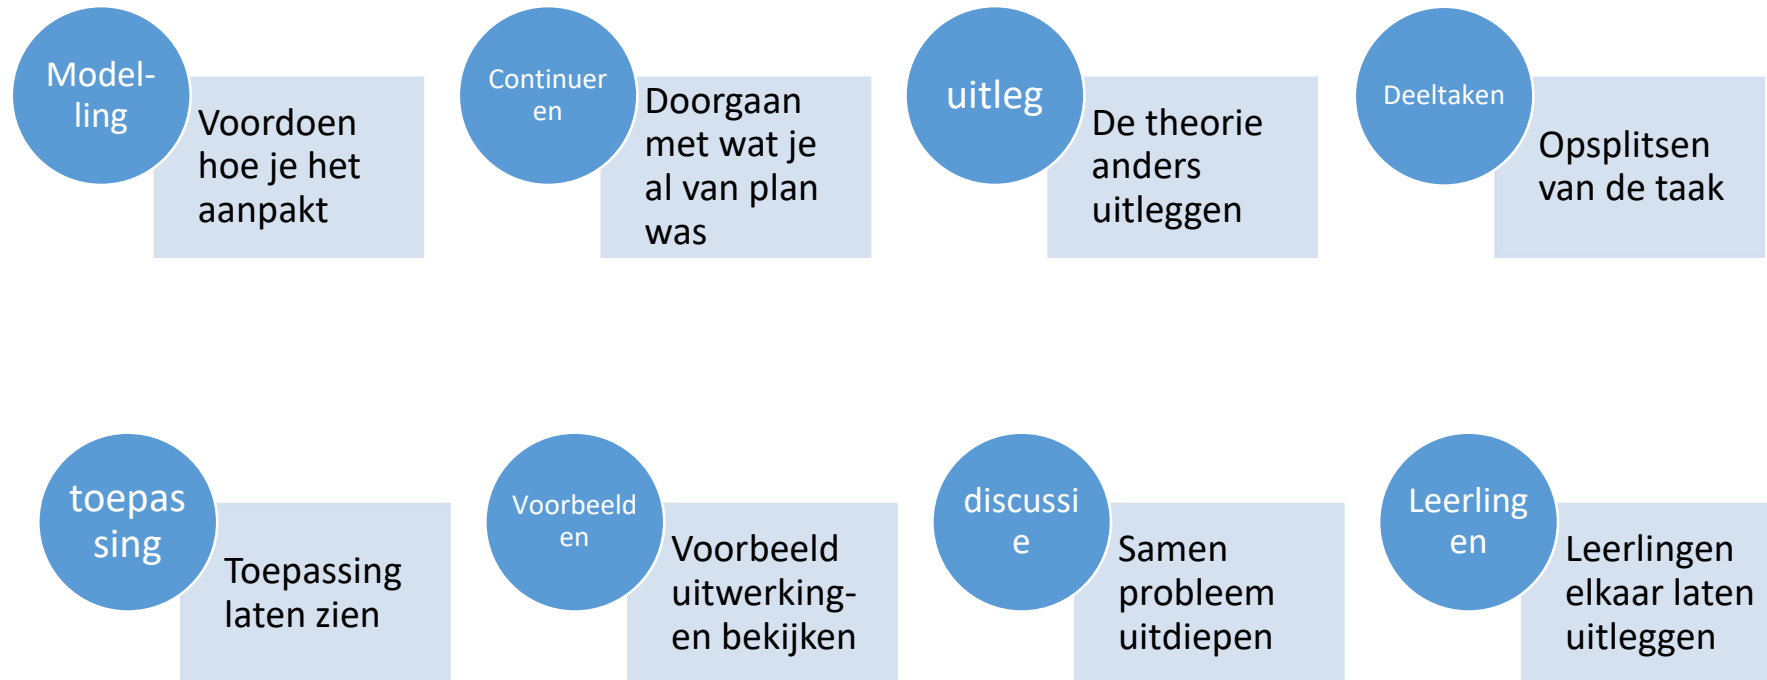 Model-
ling
Voordoen
hoe je het
aanpakt
Continuer
en
Doorgaan
met wat je
al van plan
was
uitleg
De theorie
anders
uitleggen
Deeltaken
Opsplitsen
van de taak
toepas
sing
Toepassing
laten zien
Voorbeeld
en
Voorbeeld
uitwerking-
en bekijken
discussi
e
Samen
probleem
uitdiepen
Leerling
en
Leerlingen
elkaar laten
uitleggen